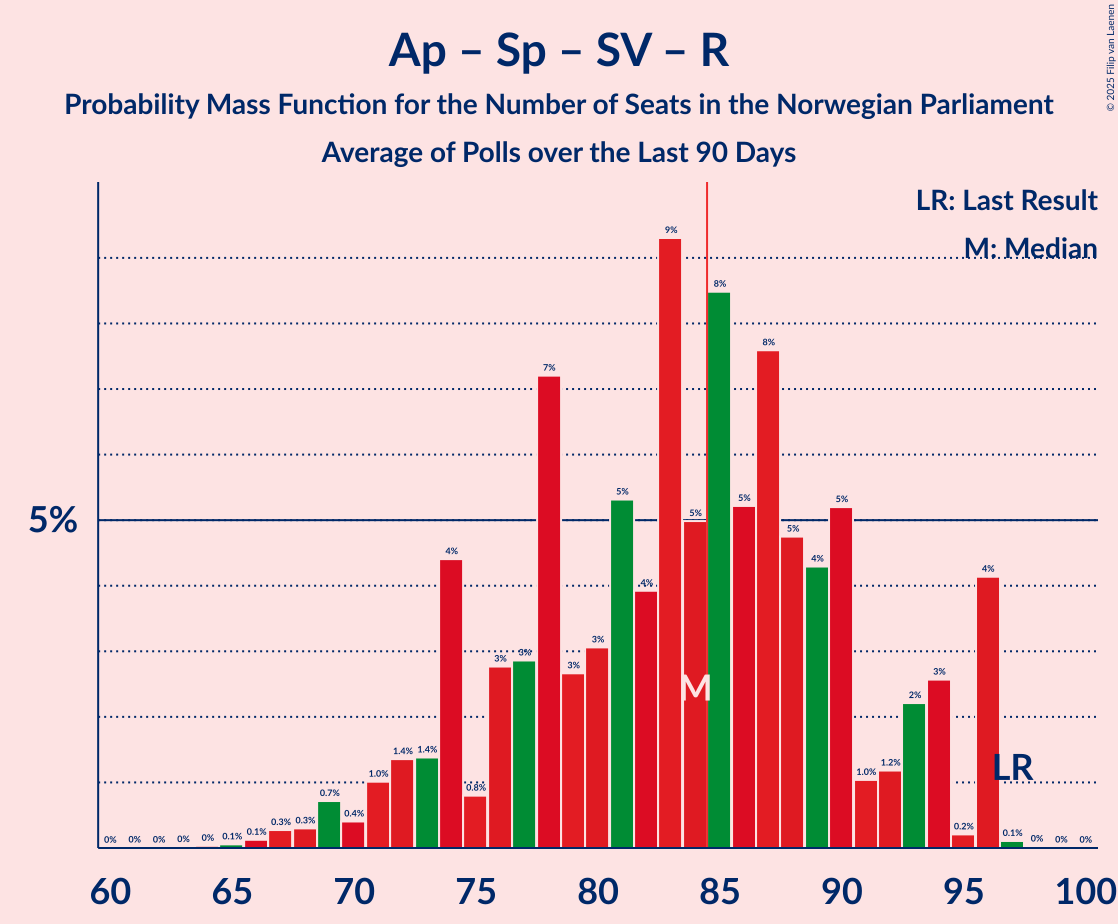 Ap – Sp – SV – R
Probability Mass Function for the Number of Seats in the Norwegian Parliament
Average of Polls over the Last 90 Days
© 2025 Filip van Laenen
LR: Last Result
M: Median
5%
0% 0% 0% 0% 0% 0.1% 0.1% 0.3% 0.3% 0.7% 0.4% 1.0% 1.4% 1.4% 4% 0.8% 3% 3% 7% 3% 3% 5% 4% 9% 5% 8% 5% 8% 5% 4% 5% 1.0% 1.2% 2% 3% 0.2% 4% 0.1% 0% 0% 0%
M
LR
60 65 70 75 80 85 90 95 100